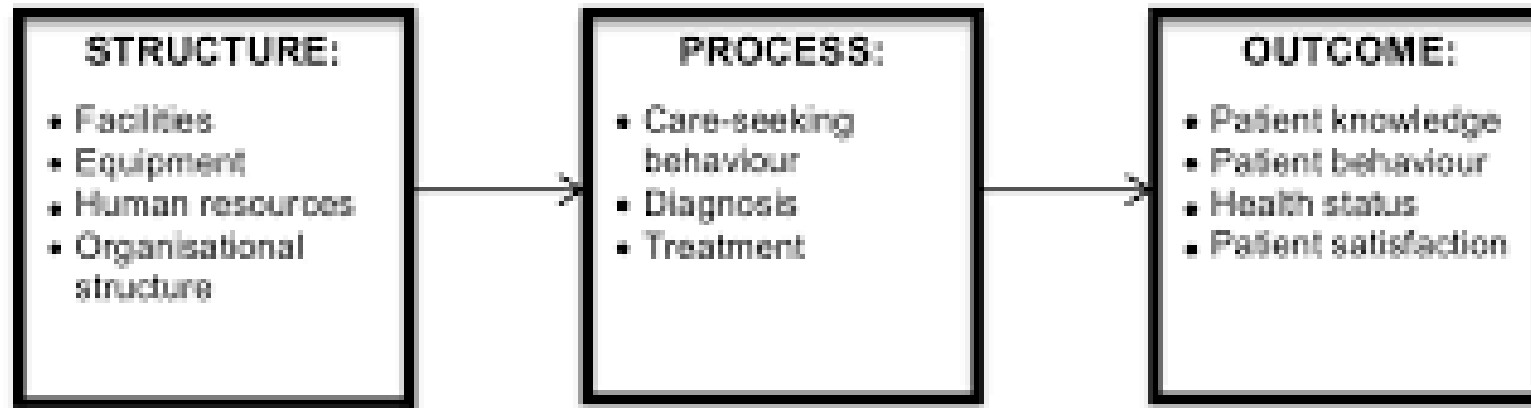 STRUCTURE:
• Facilities
• Equipment
• Human resources
• Organisational
structure
PROCESS:
• Care-seeking
behaviour
• Diagnosis
• Treatment
OUTCOME:
• Patient knowledge
• Patient behaviour
• Health status
• Patient satisfaction